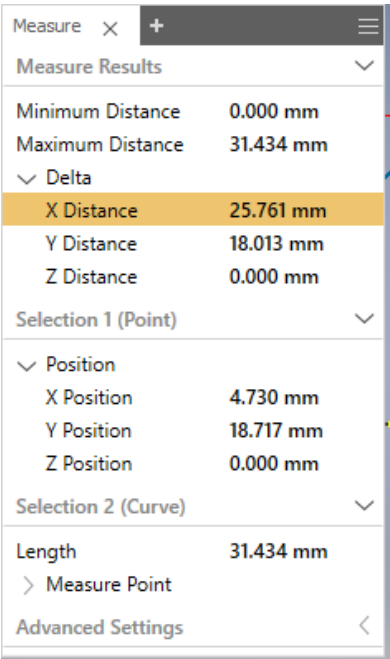 Measure × +
Measure Results
Minimum Distance 0.000 mm
Maximum Distance 31.434 mm
Delta
X Distance 25.761 mm
Y Distance 18.013 mm
Z Distance 0.000 mm
Selection 1 (Point)
Position
X Position 4.730 mm
Y Position 18.717 mm
Z Position 0.000 mm
Selection 2 (Curve)
Length 31.434 mm
Measure Point
Advanced Settings